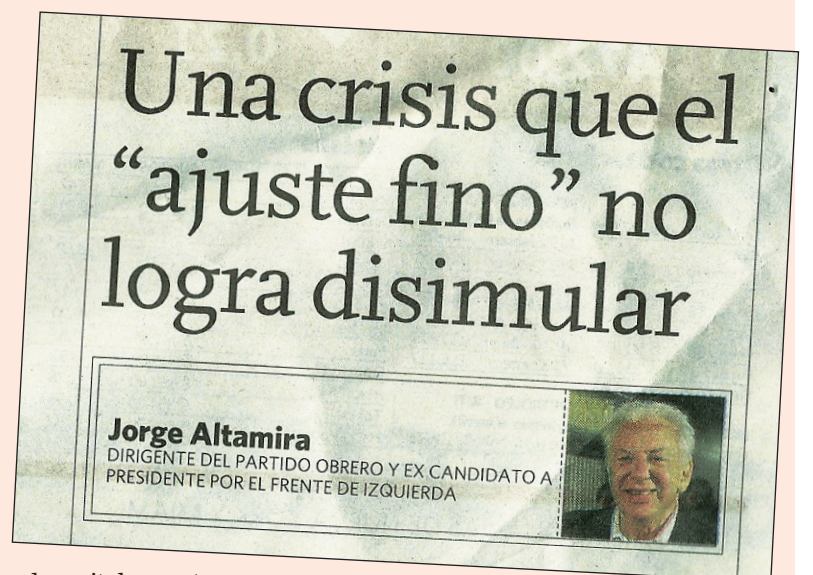 Una crisis que el
“ajuste fino” no
logra disimular
Jorge Altamira
DIRIGENTE DEL PARTIDO OBRERO Y EX CANDIDATO A
PRESIDENTE POR EL FRENTE DE IZQUIERDA